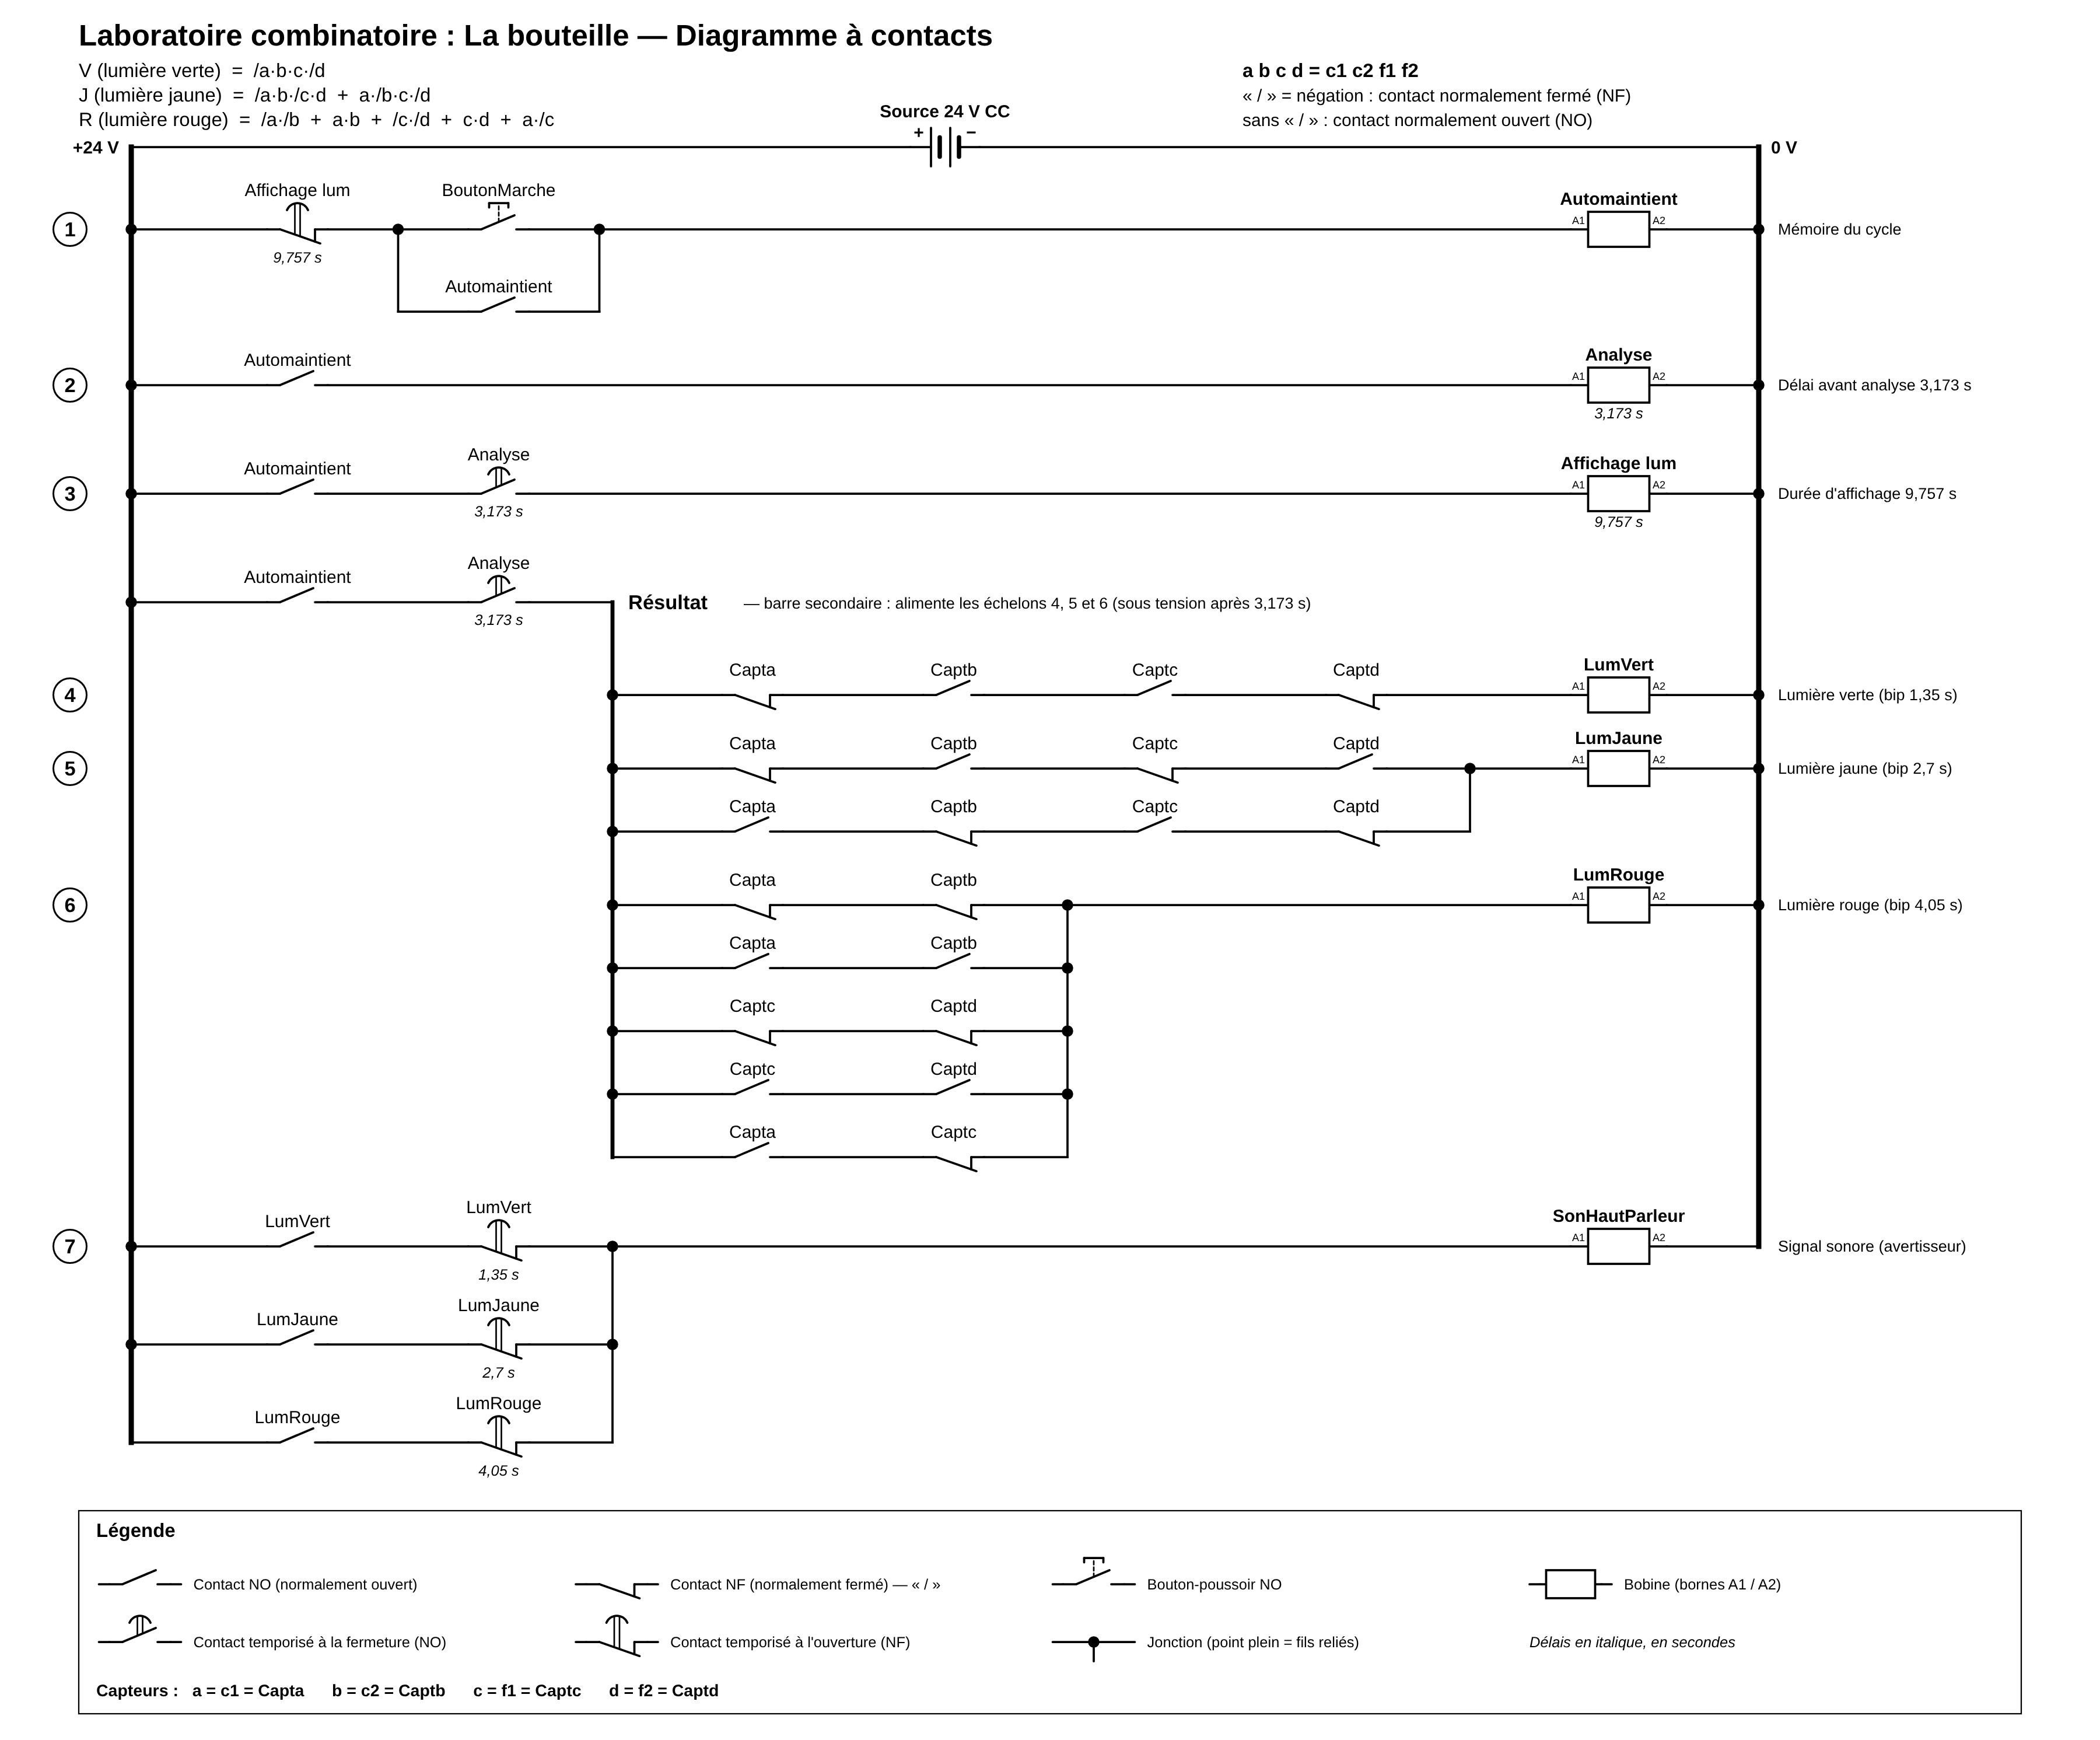 Laboratoire combinatoire : La bouteille — Diagramme à contacts
V (lumière verte) = /a·b·c·/d
J (lumière jaune) = /a·b·/c·d + a·/b·c·/d
R (lumière rouge) = /a·/b + a·b + /c·/d + c·d + a·/c
a b c d = c1 c2 f1 f2
« / » = négation : contact normalement fermé (NF)
sans « / » : contact normalement ouvert (NO)
Source 24 V CC
+ −
+24 V
0 V
Affichage lum BoutonMarche Automaintient
1 A1 A2 Mémoire du cycle
9,757 s
Automaintient
Automaintient Analyse
2 A1 A2 Délai avant analyse 3,173 s
3,173 s
Automaintient Analyse Affichage lum
3 A1 A2 Durée d'affichage 9,757 s
3,173 s 9,757 s
Automaintient Analyse
Résultat — barre secondaire : alimente les échelons 4, 5 et 6 (sous tension après 3,173 s)
3,173 s
Capta Captb Captc Captd LumVert
4 A1 A2 Lumière verte (bip 1,35 s)
Capta Captb Captc Captd LumJaune
5 A1 A2 Lumière jaune (bip 2,7 s)
Capta Captb Captc Captd
Capta Captb LumRouge
6 A1 A2 Lumière rouge (bip 4,05 s)
Capta Captb
Captc Captd
Captc Captd
Capta Captc
LumVert LumVert SonHautParleur
7 A1 A2 Signal sonore (avertisseur)
1,35 s
LumJaune LumJaune
2,7 s
LumRouge LumRouge
4,05 s
Légende
Contact NO (normalement ouvert) Contact NF (normalement fermé) — « / » Bouton-poussoir NO Bobine (bornes A1 / A2)
Contact temporisé à la fermeture (NO) Contact temporisé à l'ouverture (NF) Jonction (point plein = fils reliés) Délais en italique, en secondes
Capteurs : a = c1 = Capta b = c2 = Captb c = f1 = Captc d = f2 = Captd